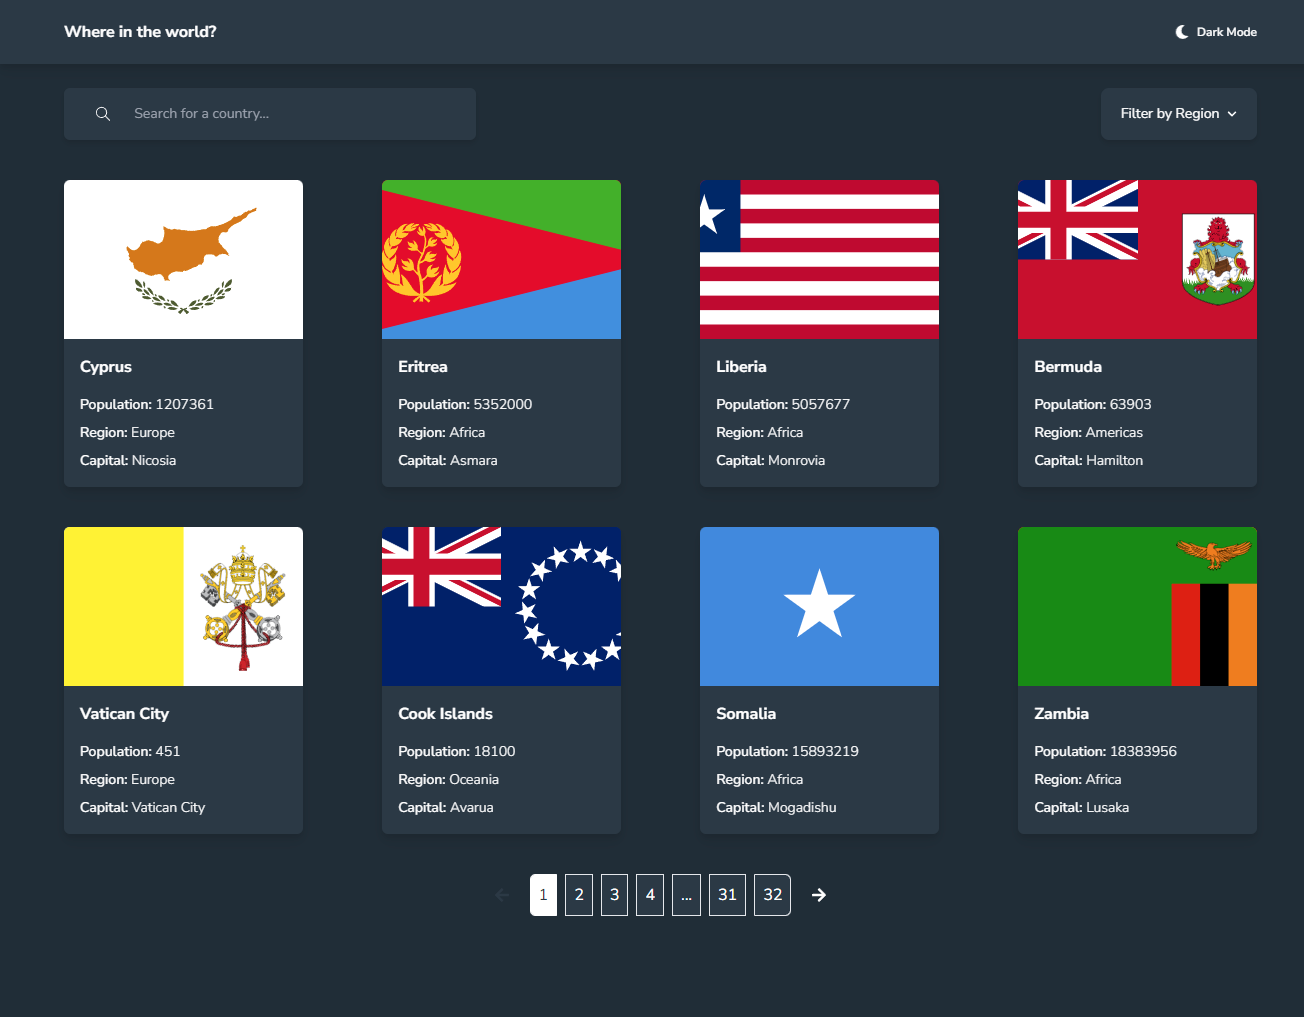 Where in the world?
Dark Mode
Search for a country...
Filter by Region
Cyprus
Population: 1207361
Region: Europe
Capital: Nicosia
Eritrea
Population: 5352000
Region: Africa
Capital: Asmara
Liberia
Population: 5057677
Region: Africa
Capital: Monrovia
Bermuda
Population: 63903
Region: Americas
Capital: Hamilton
Vatican City
Population: 451
Region: Europe
Capital: Vatican City
Cook Islands
Population: 18100
Region: Oceania
Capital: Avarua
Somalia
Population: 15893219
Region: Africa
Capital: Mogadishu
Zambia
Population: 18383956
Region: Africa
Capital: Lusaka
1 2 3 4 ... 31 32